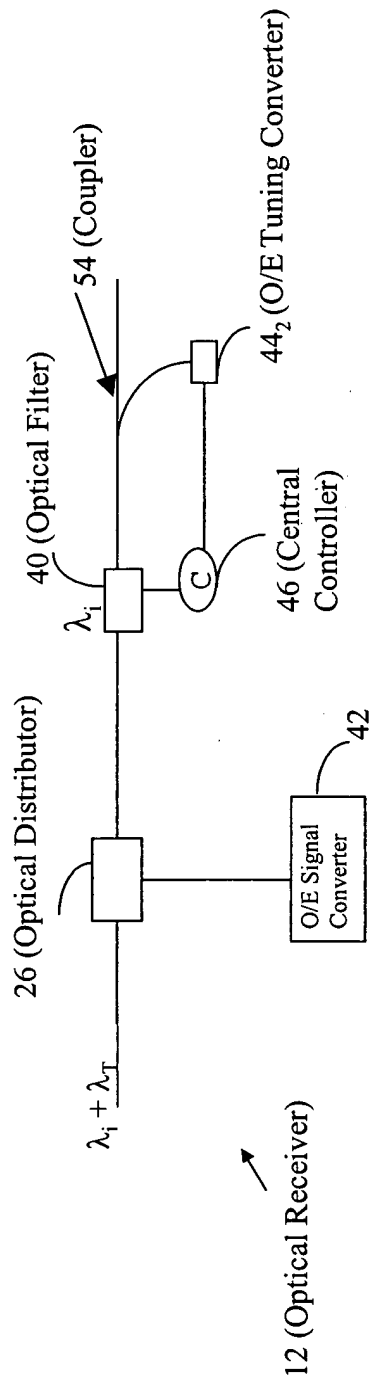 λi + λT
26 (Optical Distributor)
λi
40 (Optical Filter)
54 (Coupler)
44₂ (O/E Tuning Converter)
C
46 (Central
Controller)
O/E Signal
Converter
42
12 (Optical Receiver)